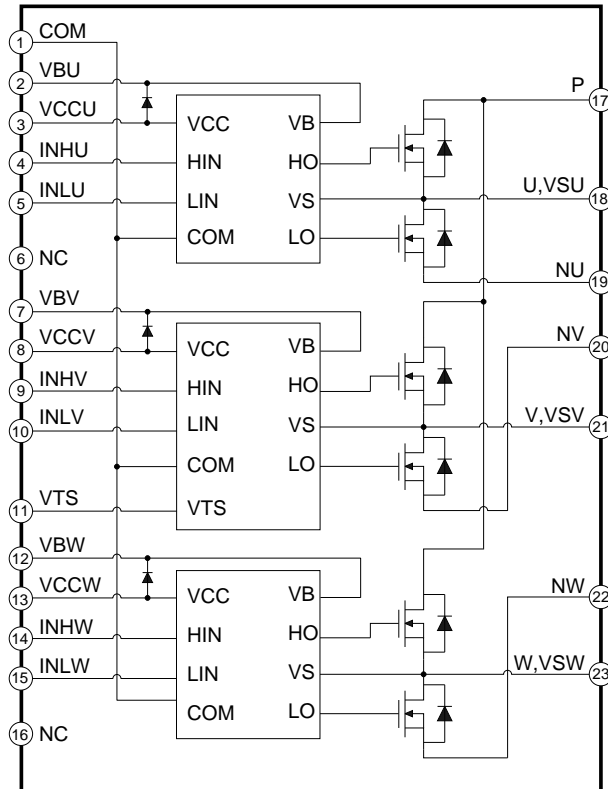 1 COM
2 VBU
3 VCCU
4 INHU
5 INLU
6 NC
7 VBV
8 VCCV
9 INHV
10 INLV
11 VTS
12 VBW
13 VCCW
14 INHW
15 INLW
16 NC
VCC VB
HIN HO
LIN VS
COM LO
VCC VB
HIN HO
LIN VS
COM LO
VTS
VCC VB
HIN HO
LIN VS
COM LO
P 17
U,VSU 18
NU 19
NV 20
V,VSV 21
NW 22
W,VSW 23